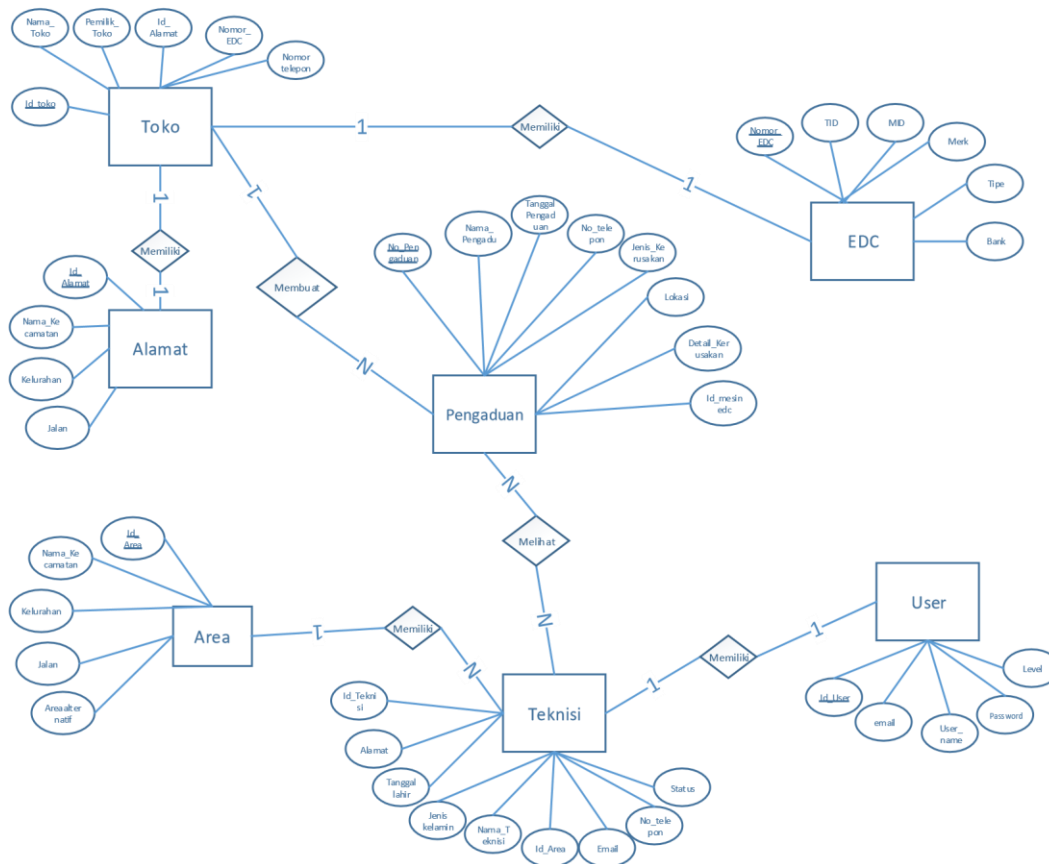 Nama_
Toko
Pemilik_
Toko
Id_
Alamat
Nomor_
EDC
Nomor
telepon
Id_toko
Toko
1
Memiliki
1
EDC
Nomor_
EDC
TID
MID
Merk
Tipe
Bank
1
Memiliki
1
1
Membuat
N
Id_
Alamat
Nama_Ke
camatan
Kelurahan
Jalan
Alamat
No_Pen
gaduan
Nama_
Pengadu
Tanggal
Pengad
uan
No_tele
pon
Jenis_Ke
rusakan
Lokasi
Detail_Ker
usakan
Id_mesin
edc
Pengaduan
N
Melihat
N
Id_
Area
Nama_Ke
camatan
Kelurahan
Jalan
Areaalter
natif
Area
1
Memiliki
N
Teknisi
Id_Tekni
si
Alamat
Tanggal
lahir
Jenis
kelamin
Nama_T
eknisi
Id_Area
Email
No_tele
pon
Status
1
Memiliki
1
User
Id_User
email
User_
name
Password
Level